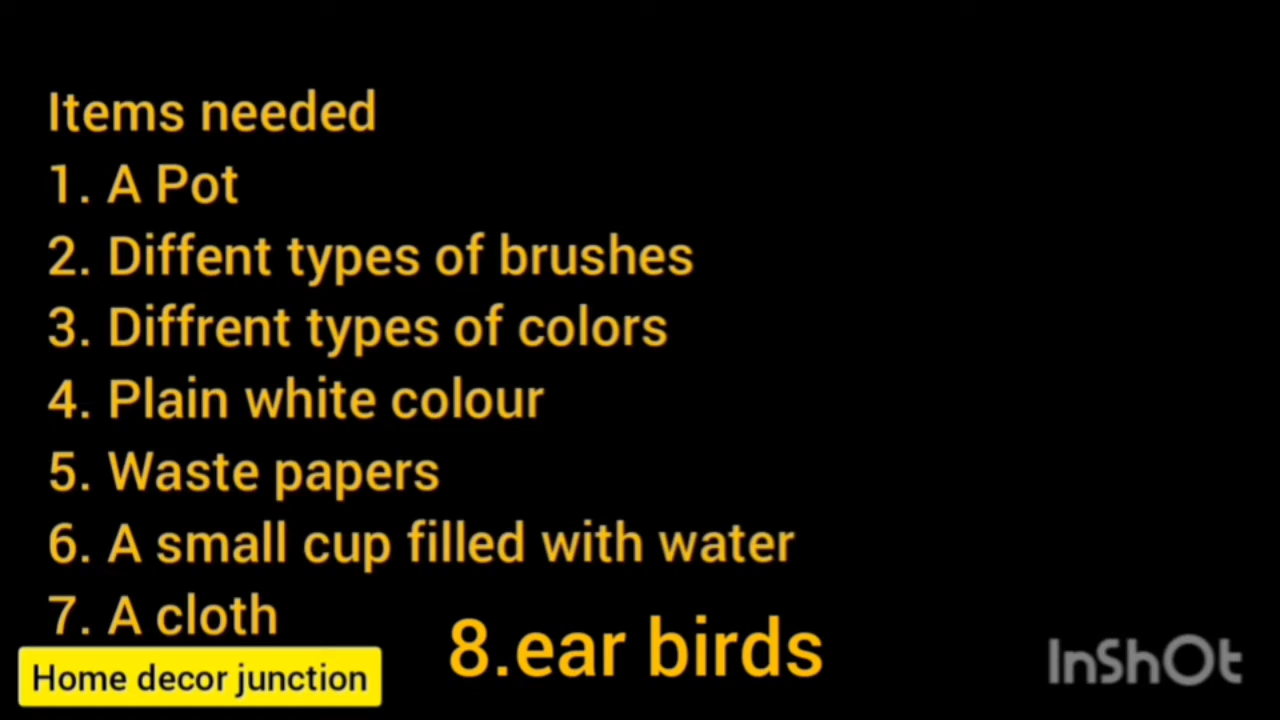 Items needed
1. A Pot
2. Diffent types of brushes
3. Diffrent types of colors
4. Plain white colour
5. Waste papers
6. A small cup filled with water
7. A cloth
8.ear birds
Home decor junction
InShOt